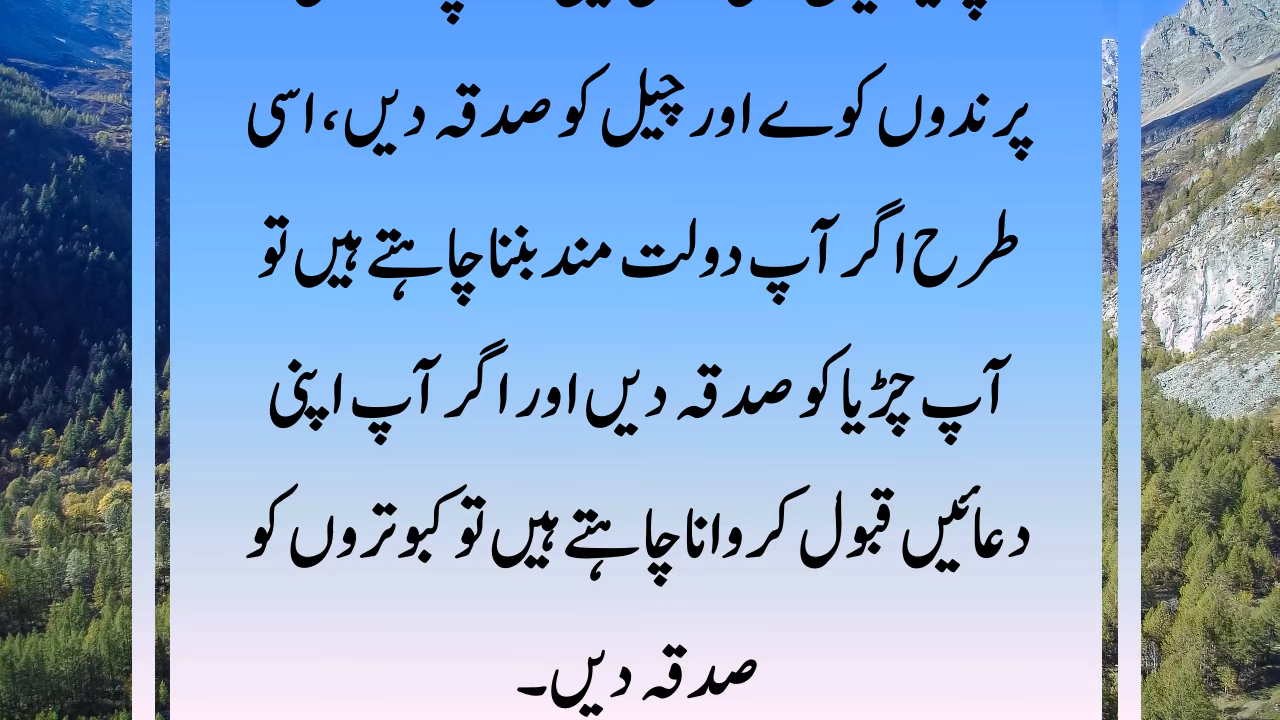 پرندوں کوے اور چیل کو صدقہ دیں، اسی
طرح اگر آپ دولت مند بننا چاہتے ہیں تو
آپ چڑیا کو صدقہ دیں اور اگر آپ اپنی
دعائیں قبول کروانا چاہتے ہیں تو کبوتروں کو
صدقہ دیں۔